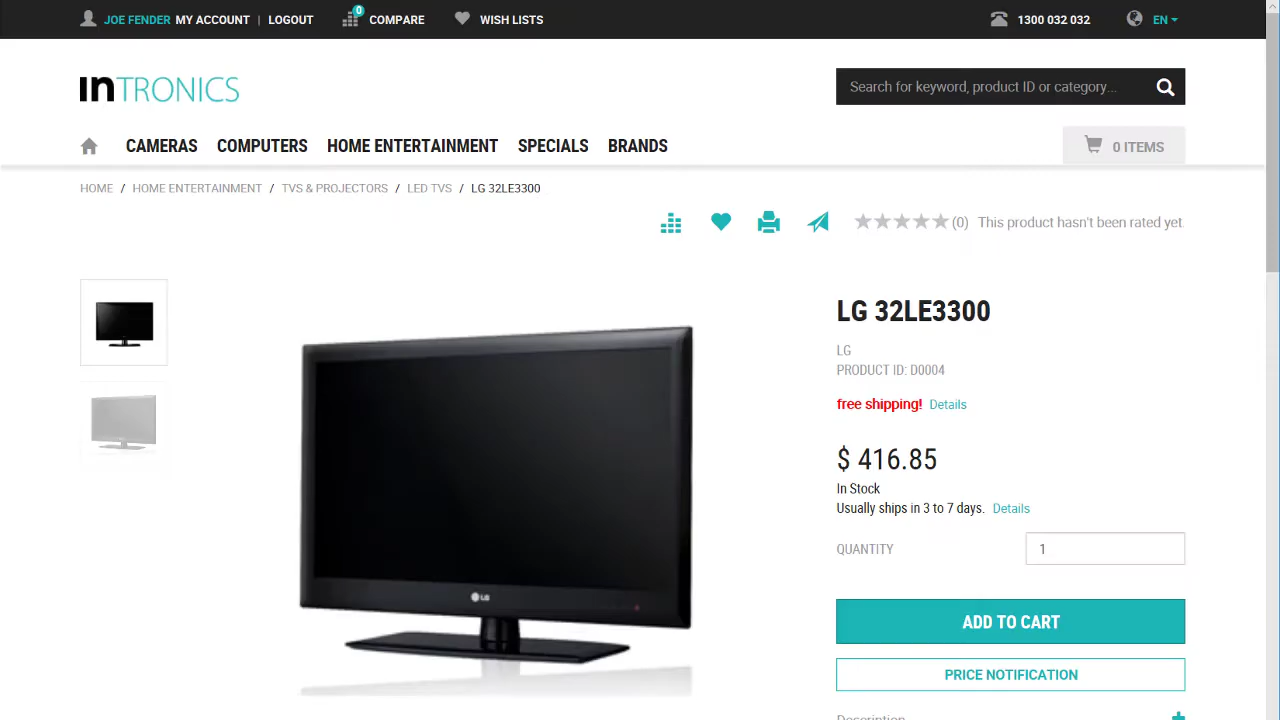 JOE FENDER MY ACCOUNT | LOGOUT 0 COMPARE WISH LISTS 1300 032 032 EN
INTRONICS
Search for keyword, product ID or category...
CAMERAS COMPUTERS HOME ENTERTAINMENT SPECIALS BRANDS 0 ITEMS
HOME / HOME ENTERTAINMENT / TVS & PROJECTORS / LED TVS / LG 32LE3300
(0) This product hasn't been rated yet.
LG 32LE3300
LG
PRODUCT ID: D0004
free shipping! Details
$ 416.85
In Stock
Usually ships in 3 to 7 days. Details
QUANTITY 1
LG
ADD TO CART
PRICE NOTIFICATION
Description